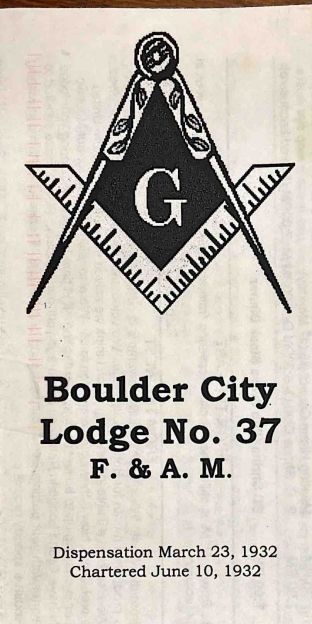 G
Boulder City
Lodge No. 37
F. & A. M.
Dispensation March 23, 1932
Chartered June 10, 1932